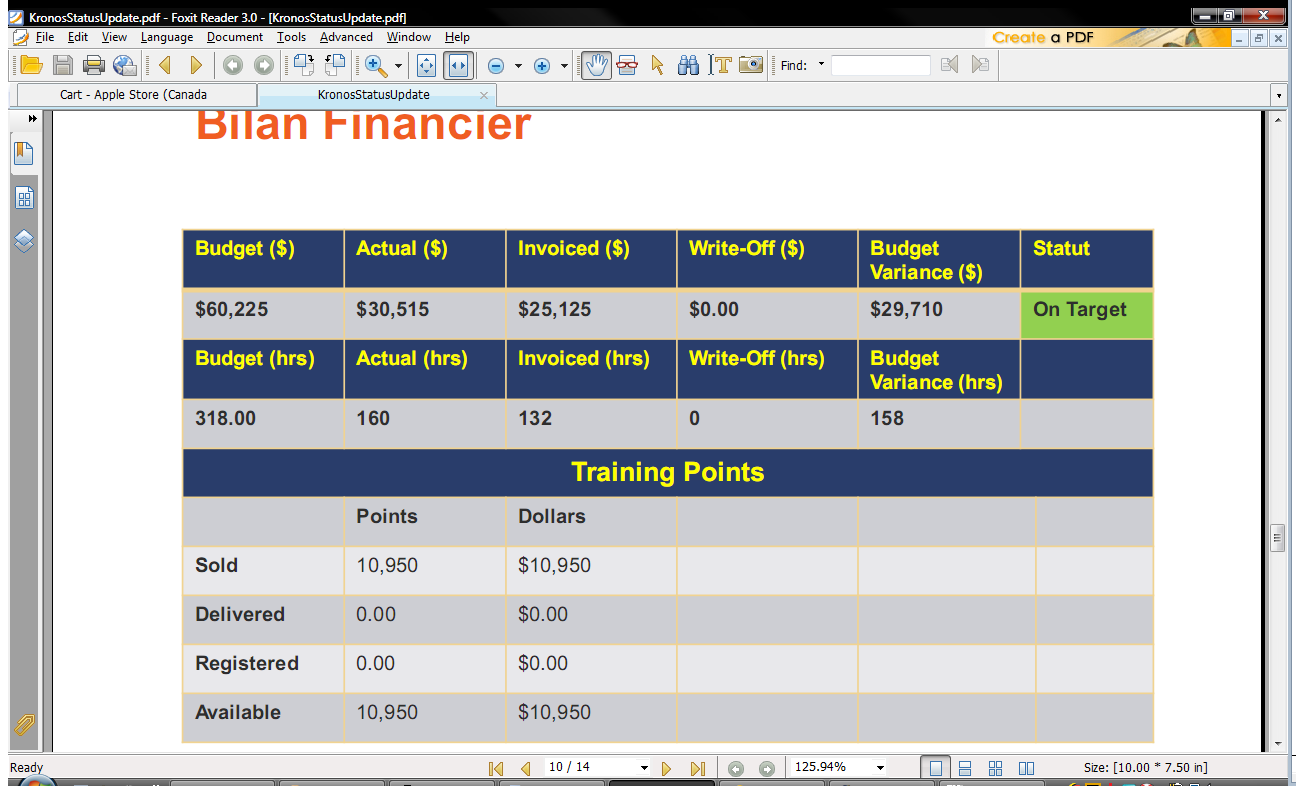 KronosStatusUpdate.pdf - Foxit Reader 3.0 - [KronosStatusUpdate.pdf]
File Edit View Language Document Tools Advanced Window Help
Create a PDF
Find:
Cart - Apple Store (Canada
KronosStatusUpdate
Bilan Financier
Budget ($) Actual ($) Invoiced ($) Write-Off ($) Budget Variance ($) Statut
$60,225 $30,515 $25,125 $0.00 $29,710 On Target
Budget (hrs) Actual (hrs) Invoiced (hrs) Write-Off (hrs) Budget Variance (hrs)
318.00 160 132 0 158
Training Points
Points Dollars
Sold 10,950 $10,950
Delivered 0.00 $0.00
Registered 0.00 $0.00
Available 10,950 $10,950
Ready 10 / 14 125.94% Size: [10.00 * 7.50 in]